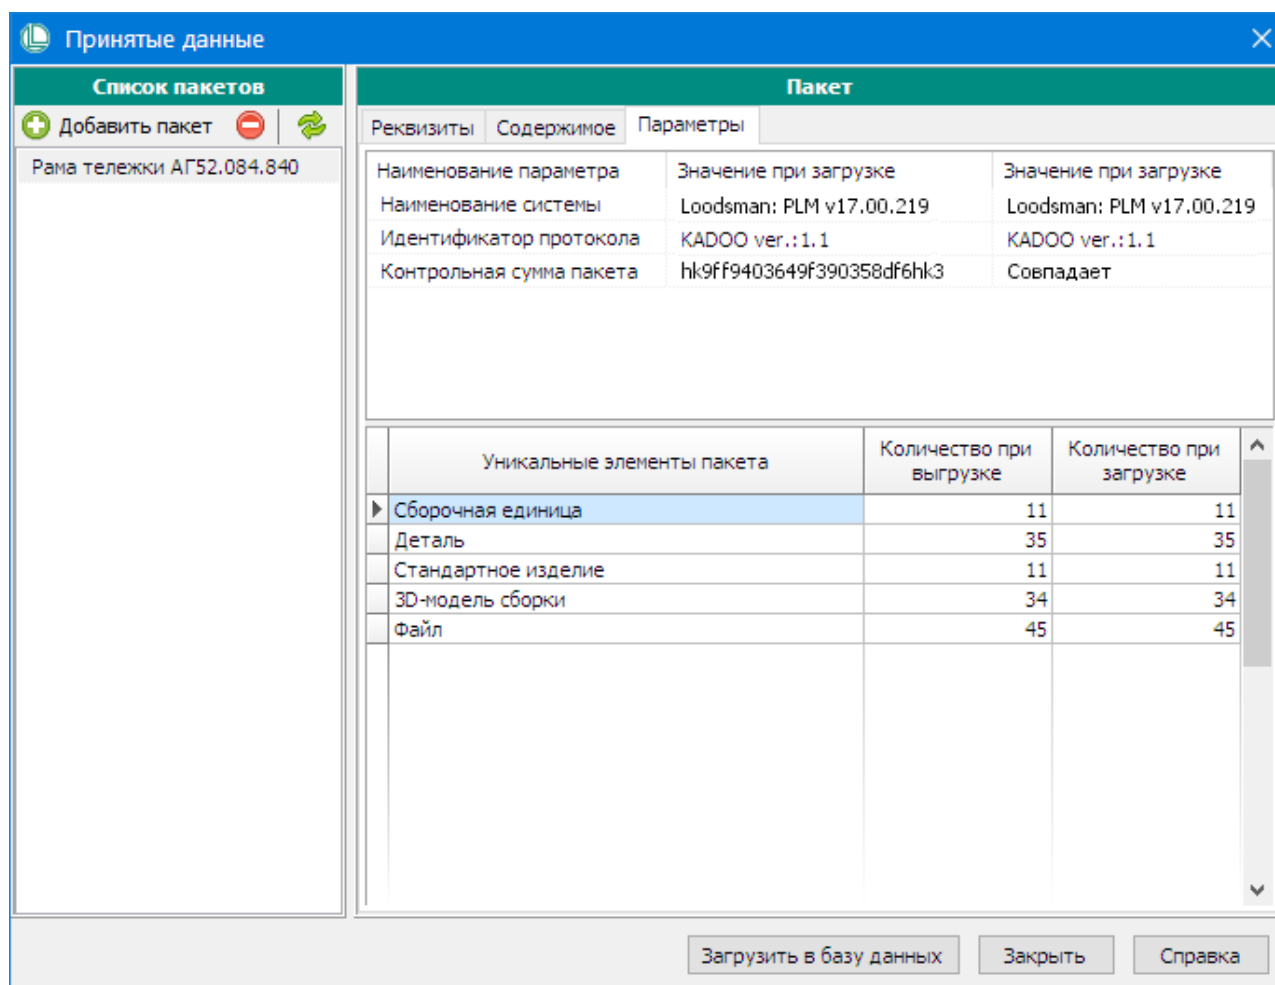 Принятые данные
Список пакетов
Пакет
Добавить пакет
Реквизиты Содержимое Параметры
Рама тележки АГ52.084.840
Наименование параметра Значение при загрузке Значение при загрузке
Наименование системы Loodsman: PLM v17.00.219 Loodsman: PLM v17.00.219
Идентификатор протокола KADOO ver.:1.1 KADOO ver.:1.1
Контрольная сумма пакета hk9ff9403649f390358df6hk3 Совпадает
Уникальные элементы пакета Количество при выгрузке Количество при загрузке
Сборочная единица 11 11
Деталь 35 35
Стандартное изделие 11 11
3D-модель сборки 34 34
Файл 45 45
Загрузить в базу данных Закрыть Справка